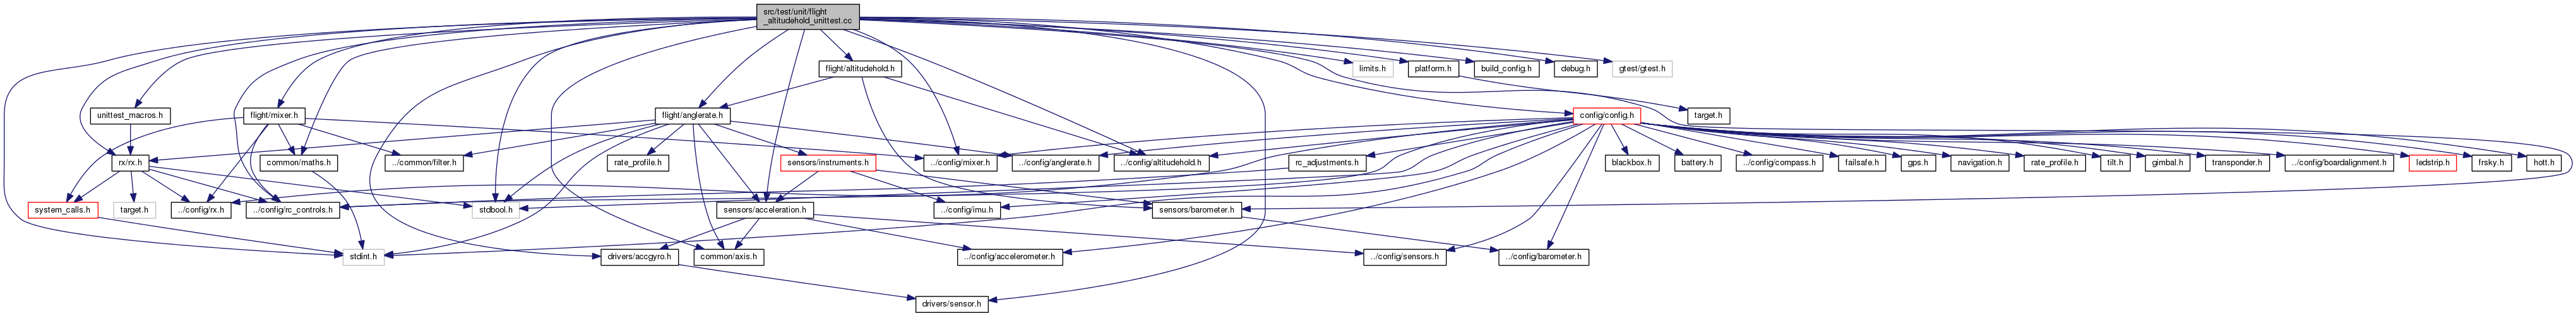 src/test/unit/flight
_altitudehold_unittest.cc
flight/altitudehold.h
limits.h
platform.h
build_config.h
debug.h
gtest/gtest.h
unittest_macros.h
flight/mixer.h
flight/anglerate.h
config/config.h
target.h
rx/rx.h
common/maths.h
../common/filter.h
rate_profile.h
sensors/instruments.h
../config/mixer.h
../config/anglerate.h
../config/altitudehold.h
rc_adjustments.h
blackbox.h
battery.h
../config/compass.h
failsafe.h
gps.h
navigation.h
rate_profile.h
tilt.h
gimbal.h
transponder.h
../config/boardalignment.h
ledstrip.h
frsky.h
hott.h
system_calls.h
target.h
../config/rx.h
../config/rc_controls.h
stdbool.h
sensors/acceleration.h
../config/imu.h
sensors/barometer.h
stdint.h
drivers/accgyro.h
common/axis.h
../config/accelerometer.h
../config/sensors.h
../config/barometer.h
drivers/sensor.h